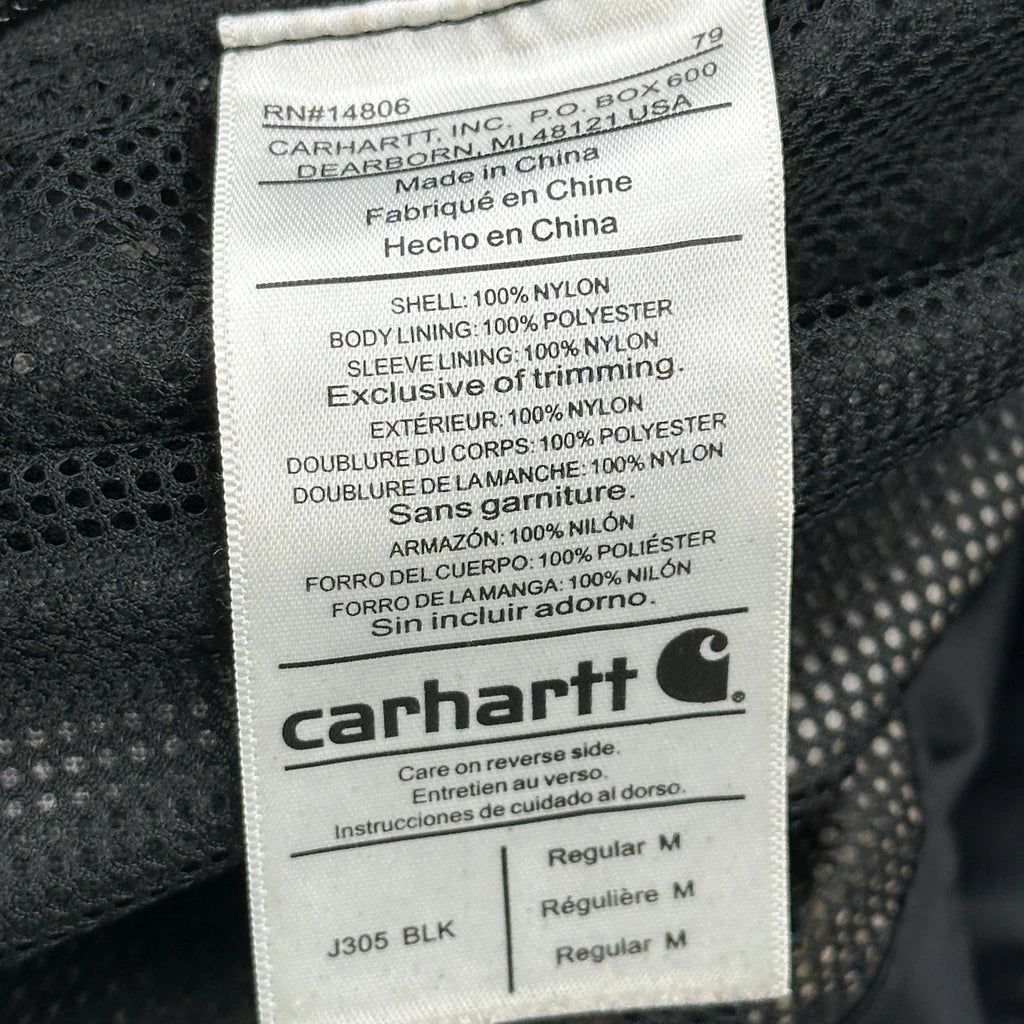 79
RN#14806
CARHARTT, INC. P.O. BOX 600
DEARBORN, MI 48121 USA
Made in China
Fabriqué en Chine
Hecho en China
SHELL: 100% NYLON
BODY LINING: 100% POLYESTER
SLEEVE LINING: 100% NYLON
Exclusive of trimming.
EXTÉRIEUR: 100% NYLON
DOUBLURE DU CORPS: 100% POLYESTER
DOUBLURE DE LA MANCHE: 100% NYLON
Sans garniture.
ARMAZÓN: 100% NILÓN
FORRO DEL CUERPO: 100% POLIÉSTER
FORRO DE LA MANGA: 100% NILÓN
Sin incluir adorno.
carhartt ®
Care on reverse side.
Entretien au verso.
Instrucciones de cuidado al dorso.
J305 BLK
Regular M
Régulière M
Regular M